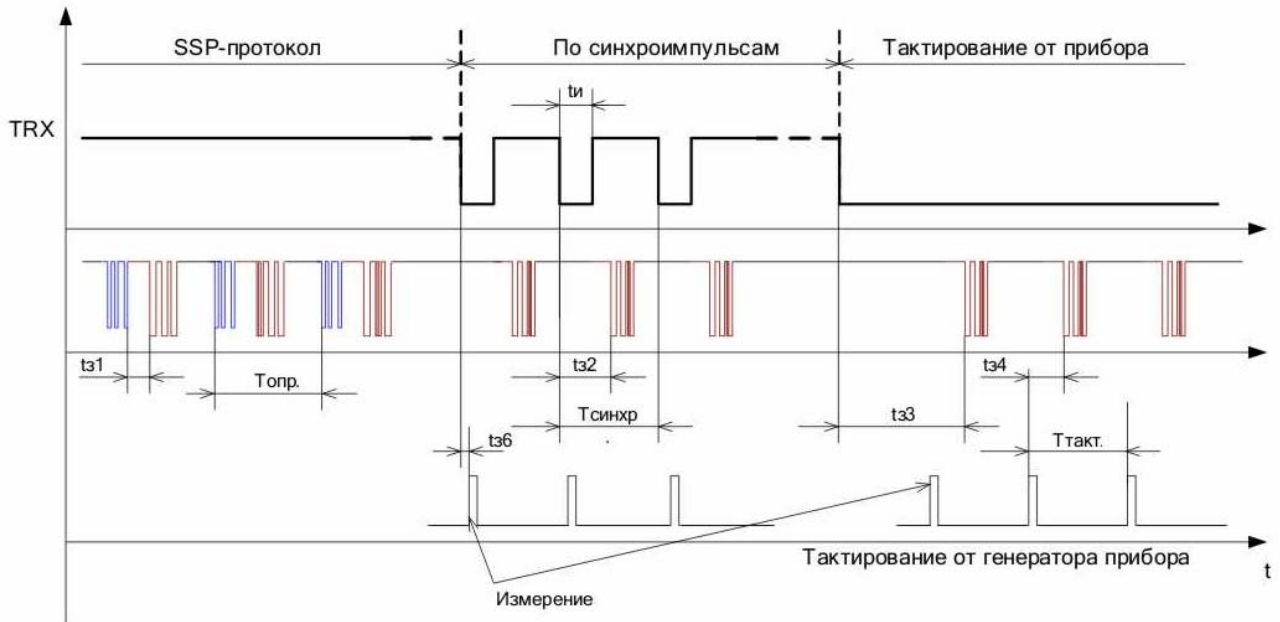 SSP-протокол
По синхроимпульсам
Тактирование от прибора
tи
TRX
tз1
Tопр.
tз2
Tсинхр
tз3
tз4
Tтакт.
tз6
Тактирование от генератора прибора
t
Измерение